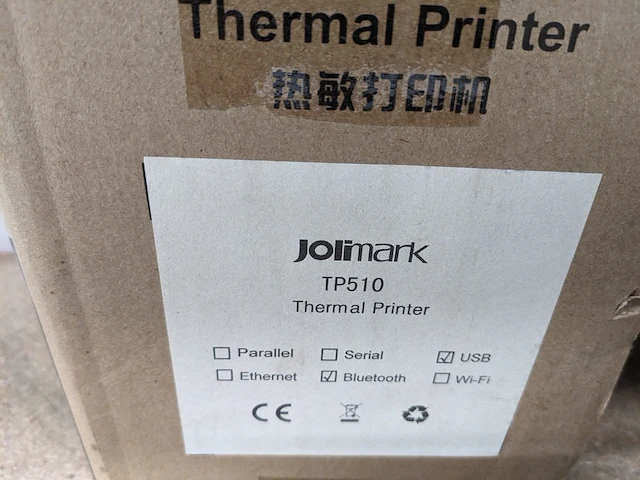 Thermal Printer
热敏打印机
Jolimark
TP510
Thermal Printer
☐ Parallel ☐ Serial ☑ USB
☐ Ethernet ☑ Bluetooth ☐ Wi-Fi
CE